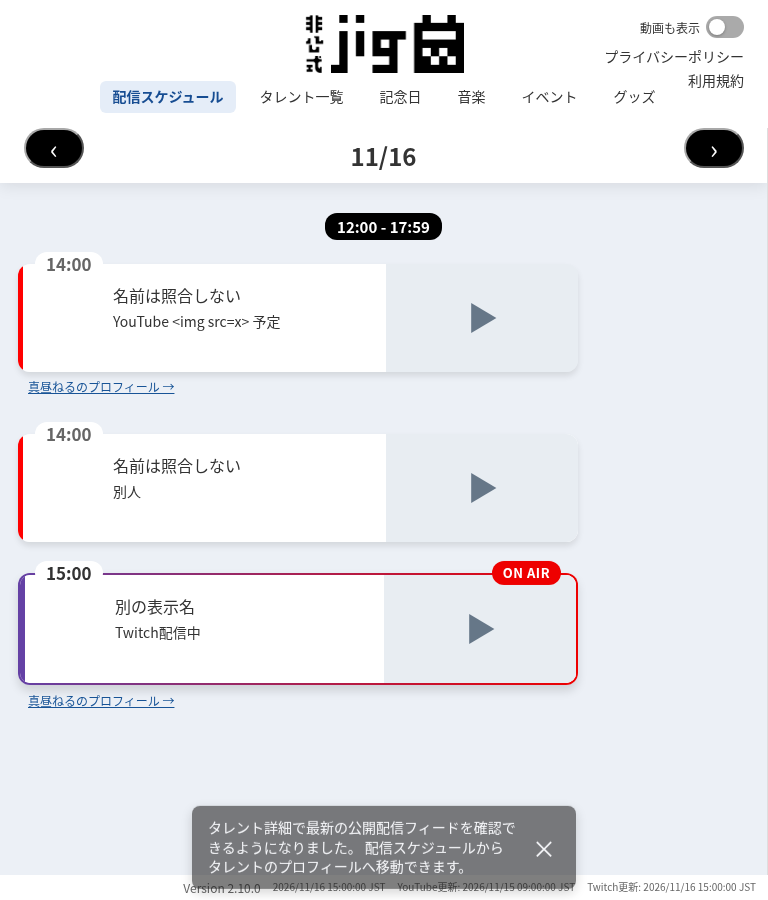 非公式 jig
動画も表示
プライバシーポリシー
利用規約
配信スケジュール タレント一覧 記念日 音楽 イベント グッズ
‹ 11/16 ›
12:00 - 17:59
14:00
名前は照合しない
YouTube <img src=x> 予定
真昼ねるのプロフィール →
14:00
名前は照合しない
別人
15:00 ON AIR
別の表示名
Twitch配信中
真昼ねるのプロフィール →
タレント詳細で最新の公開配信フィードを確認で
きるようになりました。 配信スケジュールから
タレントのプロフィールへ移動できます。
Version 2.10.0 2026/11/16 15:00:00 JST YouTube更新: 2026/11/15 09:00:00 JST Twitch更新: 2026/11/16 15:00:00 JST